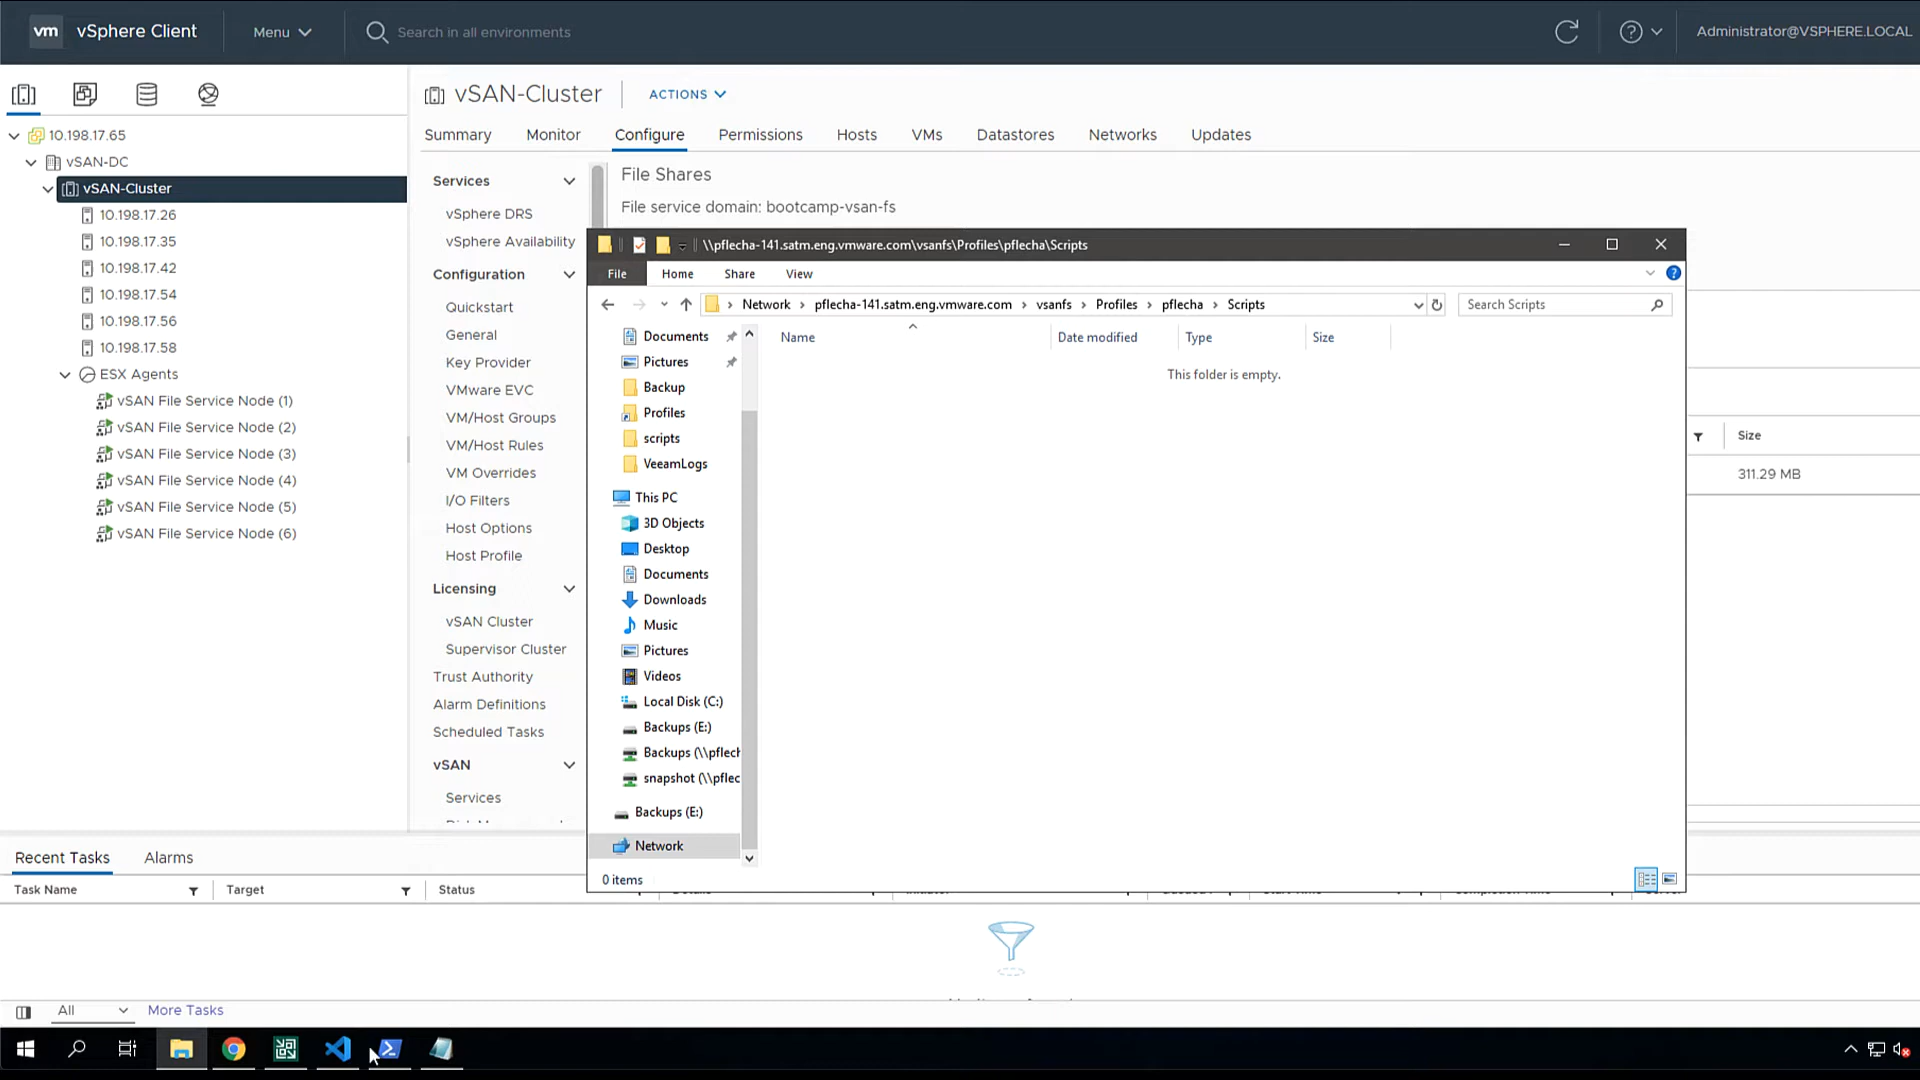 vm vSphere Client Menu Search in all environments Administrator@VSPHERE.LOCAL
10.198.17.65
vSAN-DC
vSAN-Cluster
10.198.17.26
10.198.17.35
10.198.17.42
10.198.17.54
10.198.17.56
10.198.17.58
ESX Agents
vSAN File Service Node (1)
vSAN File Service Node (2)
vSAN File Service Node (3)
vSAN File Service Node (4)
vSAN File Service Node (5)
vSAN File Service Node (6)
vSAN-Cluster ACTIONS
Summary Monitor Configure Permissions Hosts VMs Datastores Networks Updates
Services
vSphere DRS
vSphere Availability
Configuration
Quickstart
General
Key Provider
VMware EVC
VM/Host Groups
VM/Host Rules
VM Overrides
I/O Filters
Host Options
Host Profile
Licensing
vSAN Cluster
Supervisor Cluster
Trust Authority
Alarm Definitions
Scheduled Tasks
vSAN
Services
File Shares
File service domain: bootcamp-vsan-fs
\\pflecha-141.satm.eng.vmware.com\vsanfs\Profiles\pflecha\Scripts
File Home Share View
Network › pflecha-141.satm.eng.vmware.com › vsanfs › Profiles › pflecha › Scripts Search Scripts
Documents
Pictures
Backup
Profiles
scripts
VeeamLogs
This PC
3D Objects
Desktop
Documents
Downloads
Music
Pictures
Videos
Local Disk (C:)
Backups (E:)
Backups (\\pflech
snapshot (\\pflec
Backups (E:)
Network
Name Date modified Type Size
This folder is empty.
0 items
Size
311.29 MB
Recent Tasks Alarms
Task Name Target Status
All More Tasks